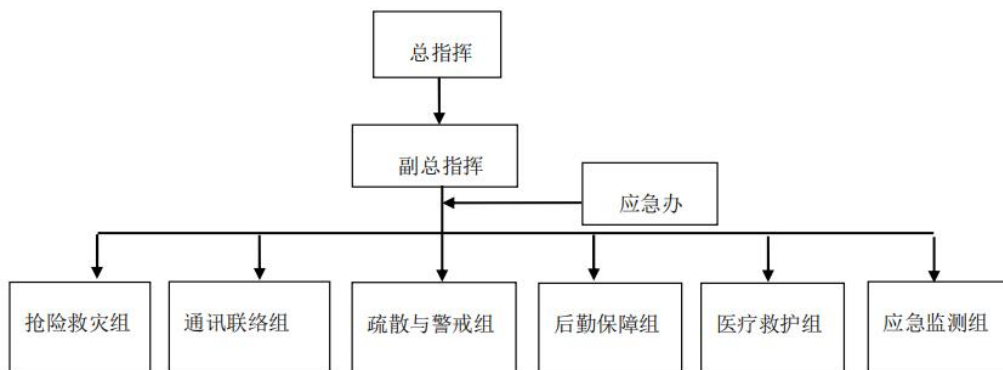 总指挥
副总指挥
应急办
抢险救灾组
通讯联络组
疏散与警戒组
后勤保障组
医疗救护组
应急监测组